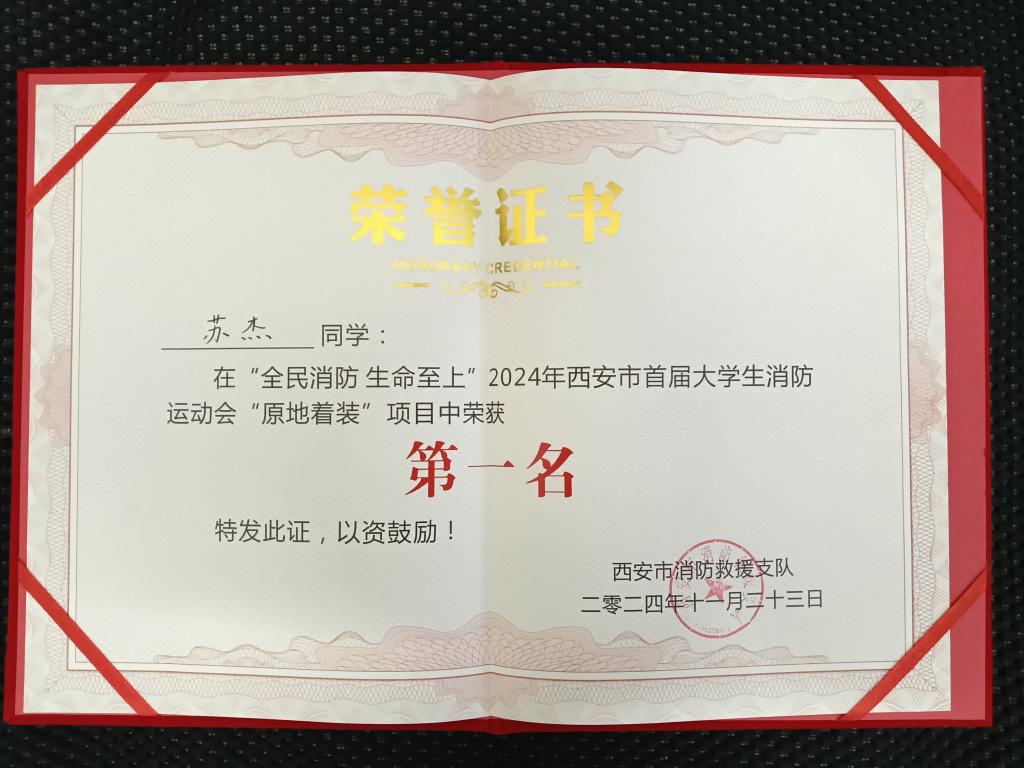 荣誉证书
HONORARY CREDENTIAL
苏杰 同学：
在“全民消防 生命至上”2024年西安市首届大学生消防
运动会“原地着装”项目中荣获
第一名
特发此证，以资鼓励！
西安市消防救援支队
二零二四年十一月二十三日